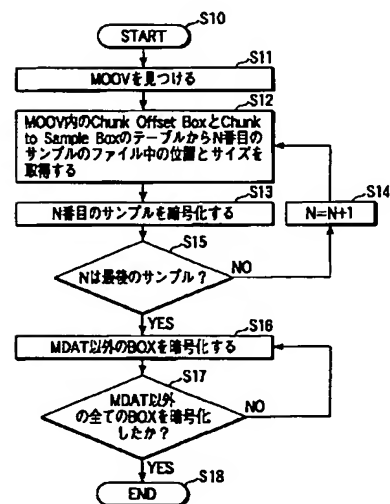 S10
START
S11
MOOVを見つける
S12
MOOV内のChunk Offset BoxとChunk
to Sample BoxのテーブルからN番目の
サンプルのファイル中の位置とサイズを
取得する
S13
N番目のサンプルを暗号化する
S14
N=N+1
S15
Nは最後のサンプル？
NO
YES
S16
MDAT以外のBOXを暗号化する
S17
MDAT以外
の全てのBOXを暗号化
したか？
NO
YES
S18
END